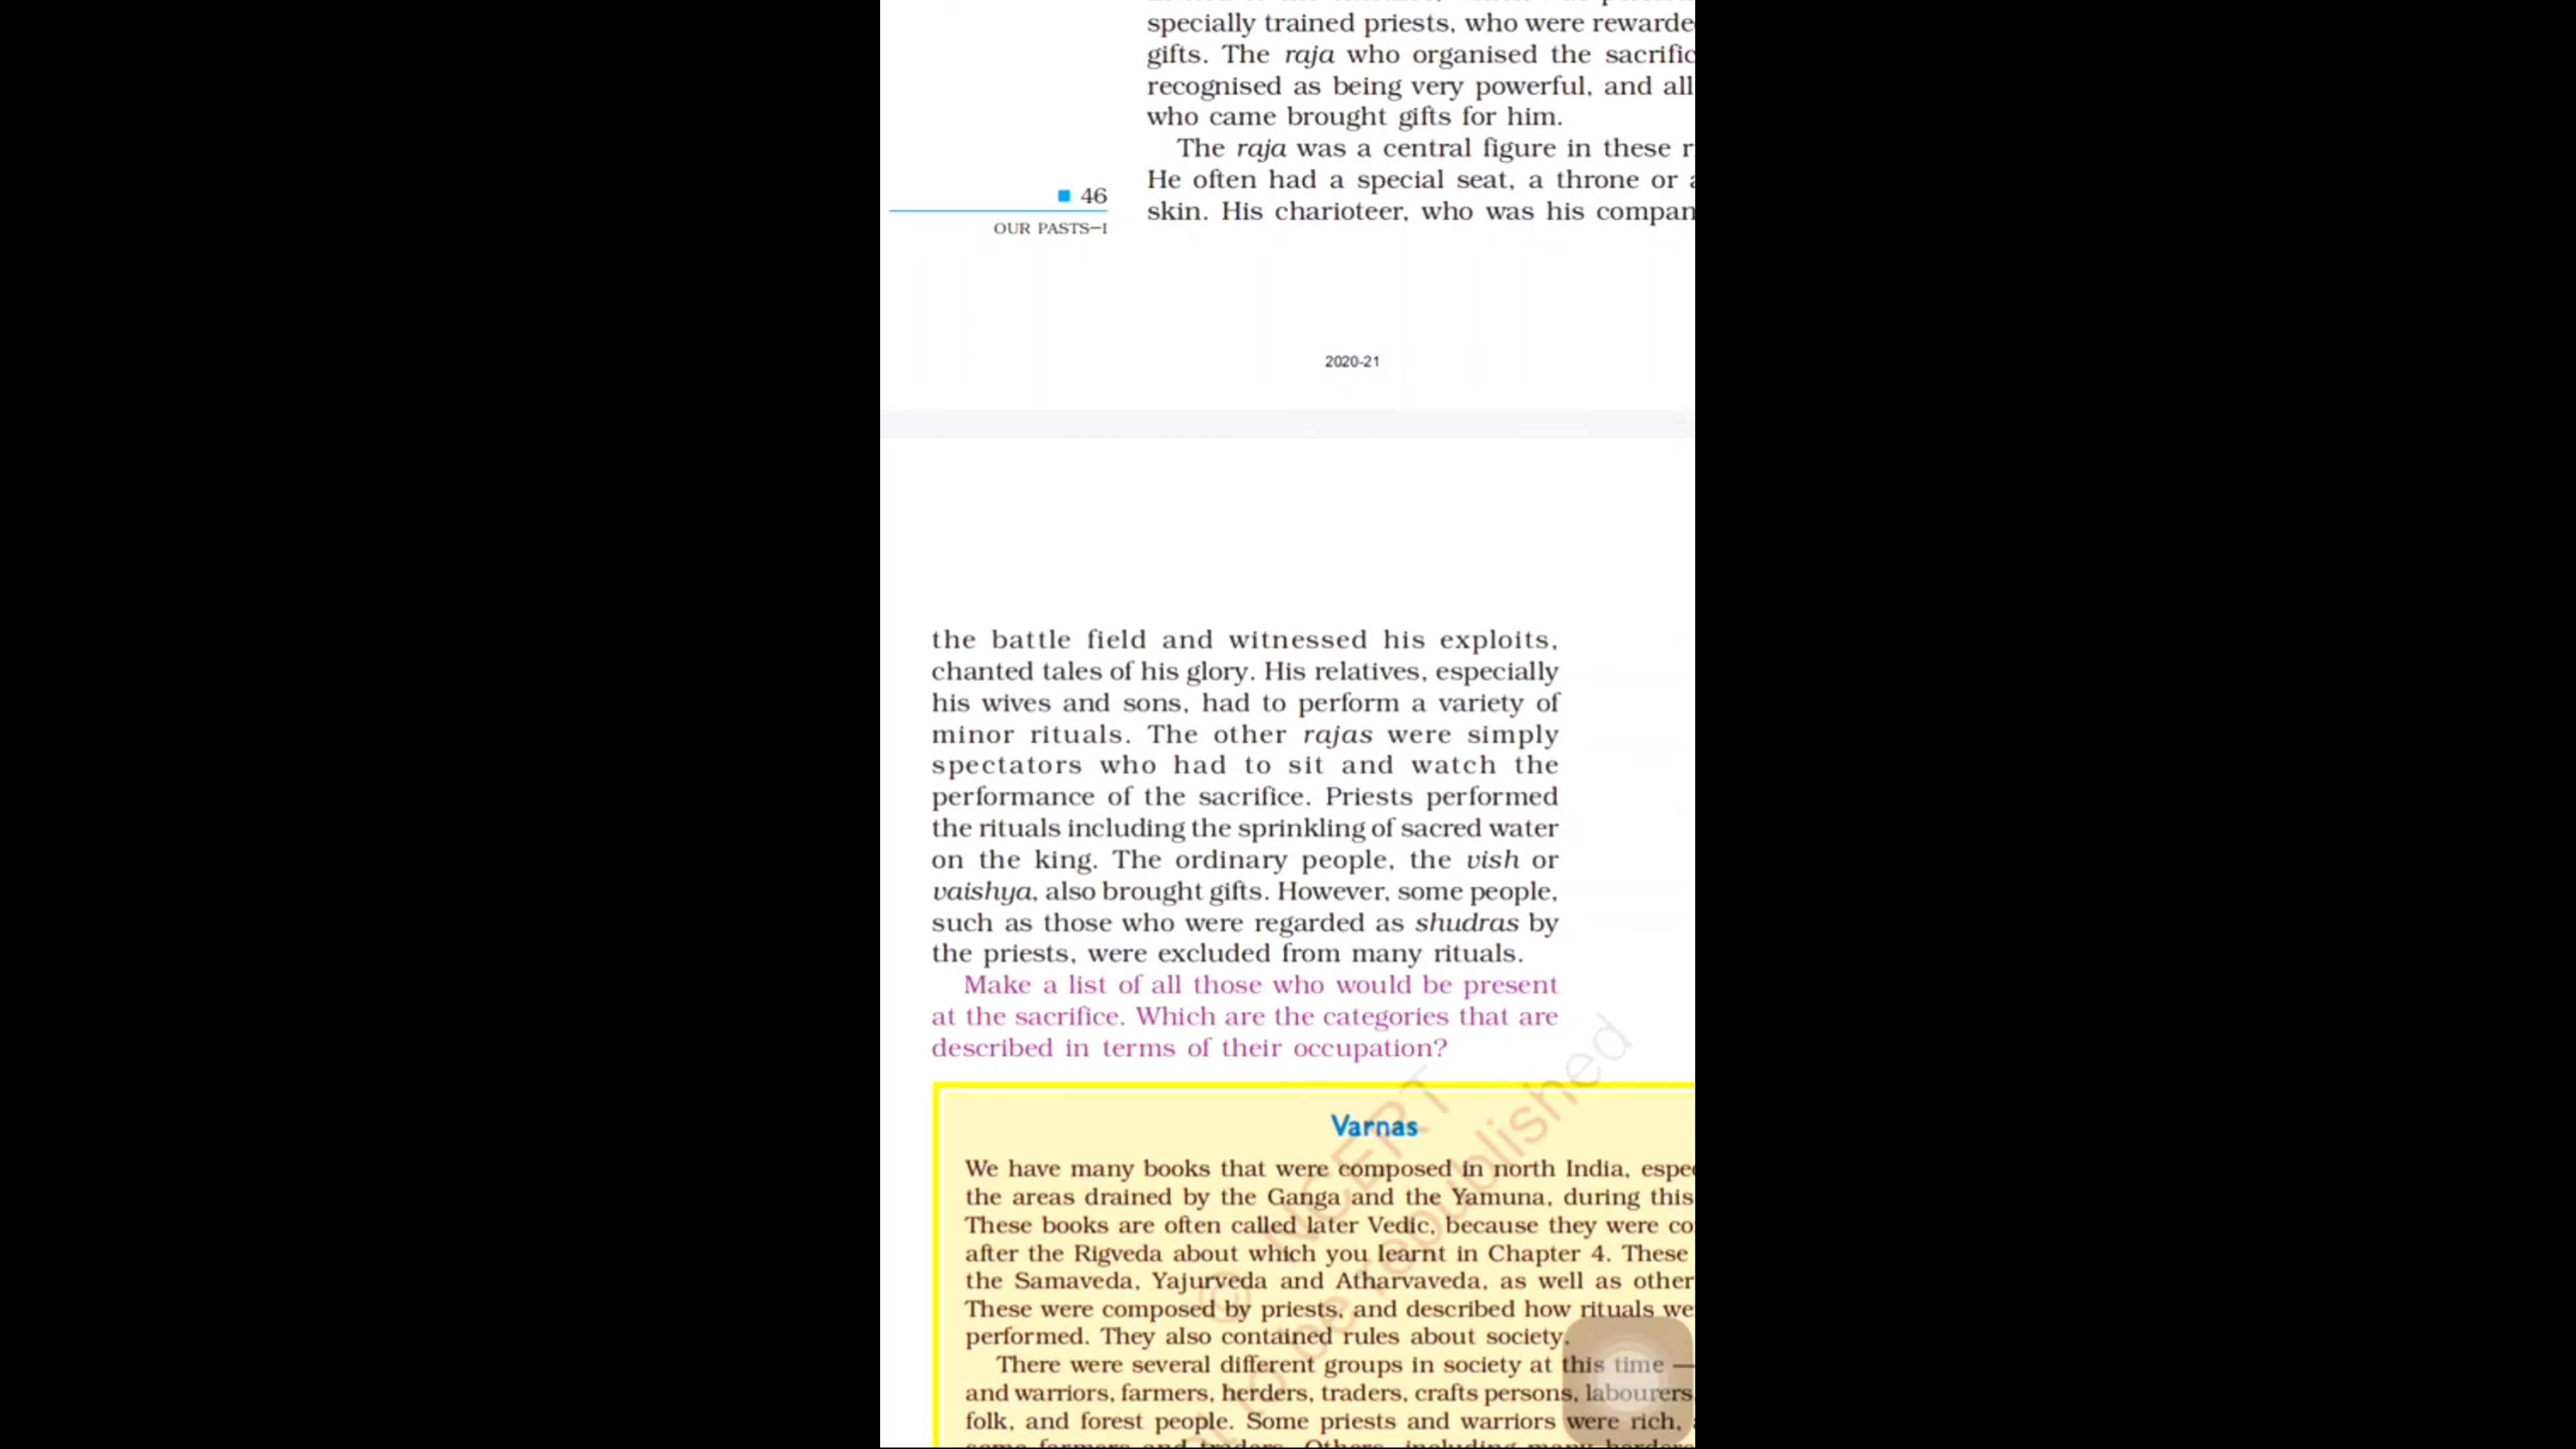 specially trained priests, who were rewarde
gifts. The raja who organised the sacrific
recognised as being very powerful, and all
who came brought gifts for him.
The raja was a central figure in these r
He often had a special seat, a throne or a
skin. His charioteer, who was his compan
46
OUR PASTS–I
2020-21
the battle field and witnessed his exploits,
chanted tales of his glory. His relatives, especially
his wives and sons, had to perform a variety of
minor rituals. The other rajas were simply
spectators who had to sit and watch the
performance of the sacrifice. Priests performed
the rituals including the sprinkling of sacred water
on the king. The ordinary people, the vish or
vaishya, also brought gifts. However, some people,
such as those who were regarded as shudras by
the priests, were excluded from many rituals.
Make a list of all those who would be present
at the sacrifice. Which are the categories that are
described in terms of their occupation?
Varnas
We have many books that were composed in north India, espe
the areas drained by the Ganga and the Yamuna, during this
These books are often called later Vedic, because they were co
after the Rigveda about which you learnt in Chapter 4. These
the Samaveda, Yajurveda and Atharvaveda, as well as other
These were composed by priests, and described how rituals we
performed. They also contained rules about society.
There were several different groups in society at this time —
and warriors, farmers, herders, traders, crafts persons, labourers,
folk, and forest people. Some priests and warriors were rich,
© NCERT
be republished